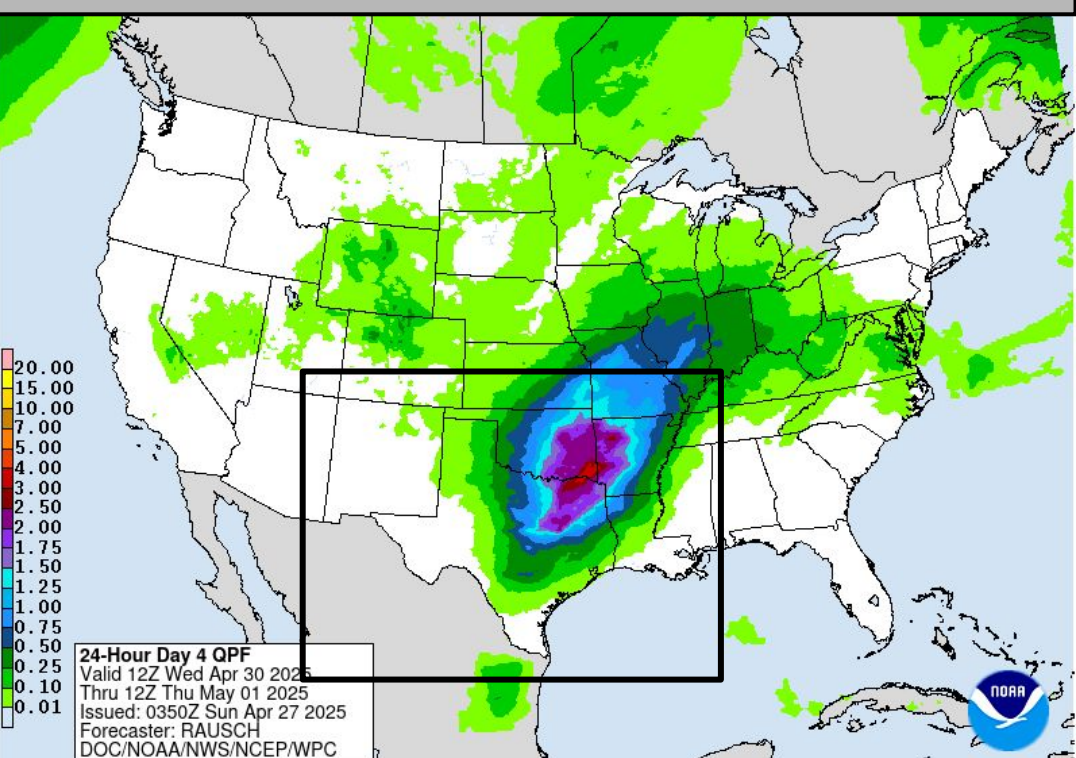 20.00
15.00
10.00
7.00
5.00
4.00
3.00
2.50
2.00
1.75
1.50
1.25
1.00
0.75
0.50
0.25
0.10
0.01
24-Hour Day 4 QPF
Valid 12Z Wed Apr 30 2025
Thru 12Z Thu May 01 2025
Issued: 0350Z Sun Apr 27 2025
Forecaster: RAUSCH
DOC/NOAA/NWS/NCEP/WPC
NOAA